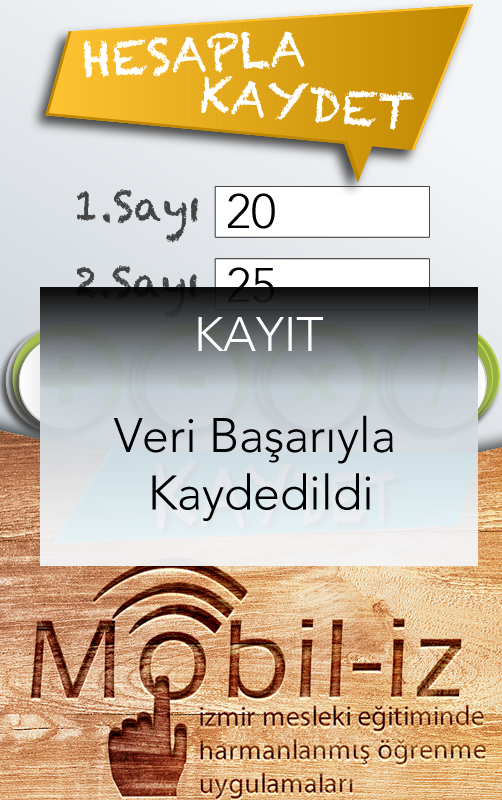 HESAPLA
KAYDET
1.Sayı 20
2.Sayı 25
KAYIT
+ - x /
Veri Başarıyla
Kaydedildi
KAYDET
Mobil-iz
izmir mesleki eğitiminde
harmanlanmış öğrenme
uygulamaları